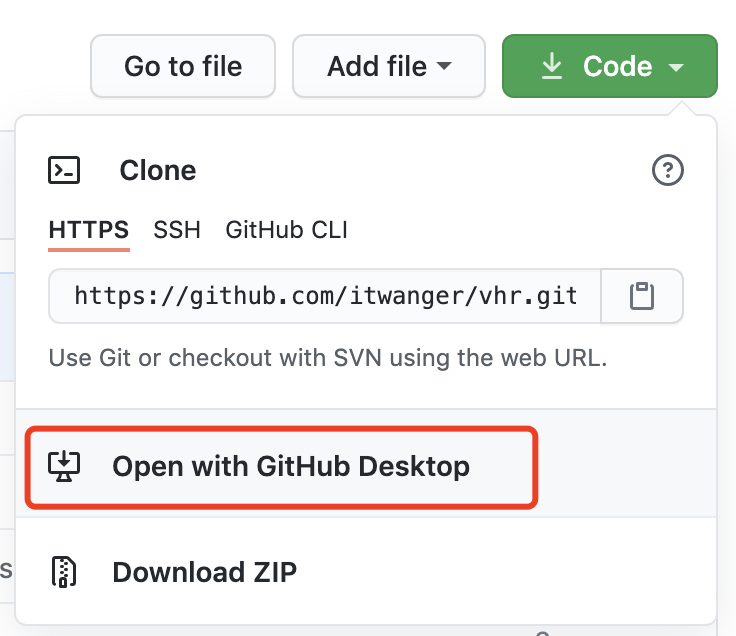 Go to file Add file Code
Clone
HTTPS SSH GitHub CLI
https://github.com/itwanger/vhr.git
Use Git or checkout with SVN using the web URL.
Open with GitHub Desktop
Download ZIP